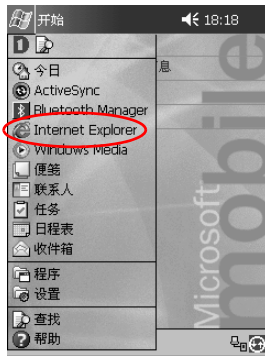 开始 18:18
今日
息
ActiveSync
Bluetooth Manager
Internet Explorer
Windows Media
便笺
联系人
任务
日程表
收件箱
程序
设置
查找
帮助
Microsoft
mobile